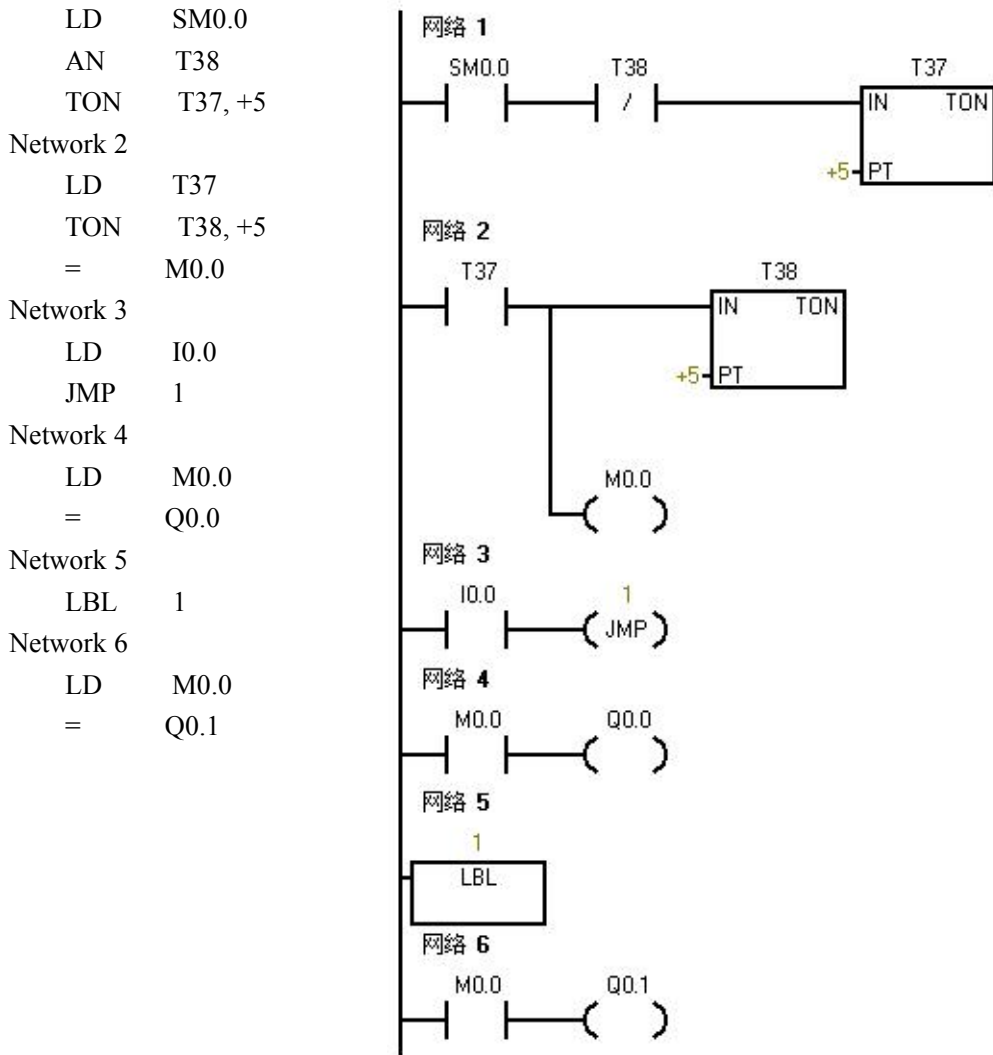 LD SM0.0
AN T38
TON T37, +5
Network 2
LD T37
TON T38, +5
= M0.0
Network 3
LD I0.0
JMP 1
Network 4
LD M0.0
= Q0.0
Network 5
LBL 1
Network 6
LD M0.0
= Q0.1
网络 1
SM0.0 T38 T37
/ IN TON
+5 PT
网络 2
T37 T38
IN TON
+5 PT
M0.0
网络 3
I0.0 1
JMP
网络 4
M0.0 Q0.0
网络 5
1
LBL
网络 6
M0.0 Q0.1